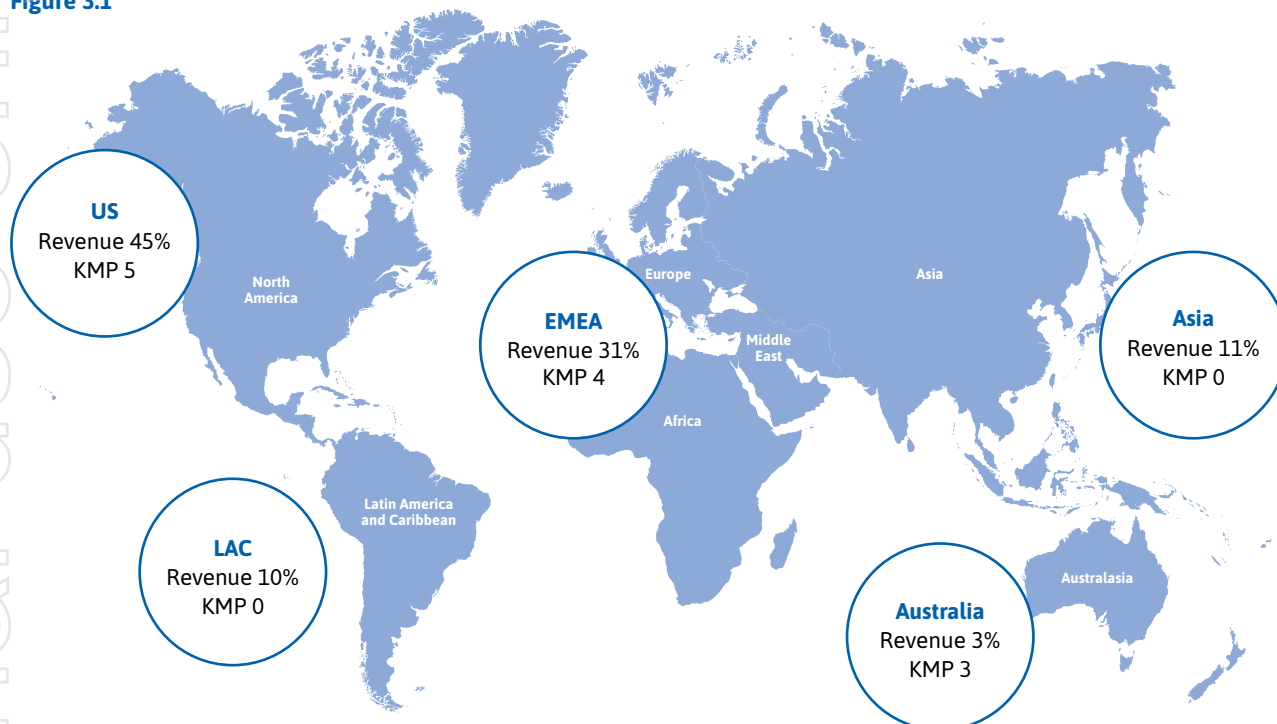 Figure 3.1
US
Revenue 45%
KMP 5
North
America
Europe
Asia
EMEA
Revenue 31%
KMP 4
Middle
East
Asia
Revenue 11%
KMP 0
Africa
Latin America
and Caribbean
LAC
Revenue 10%
KMP 0
Australasia
Australia
Revenue 3%
KMP 3